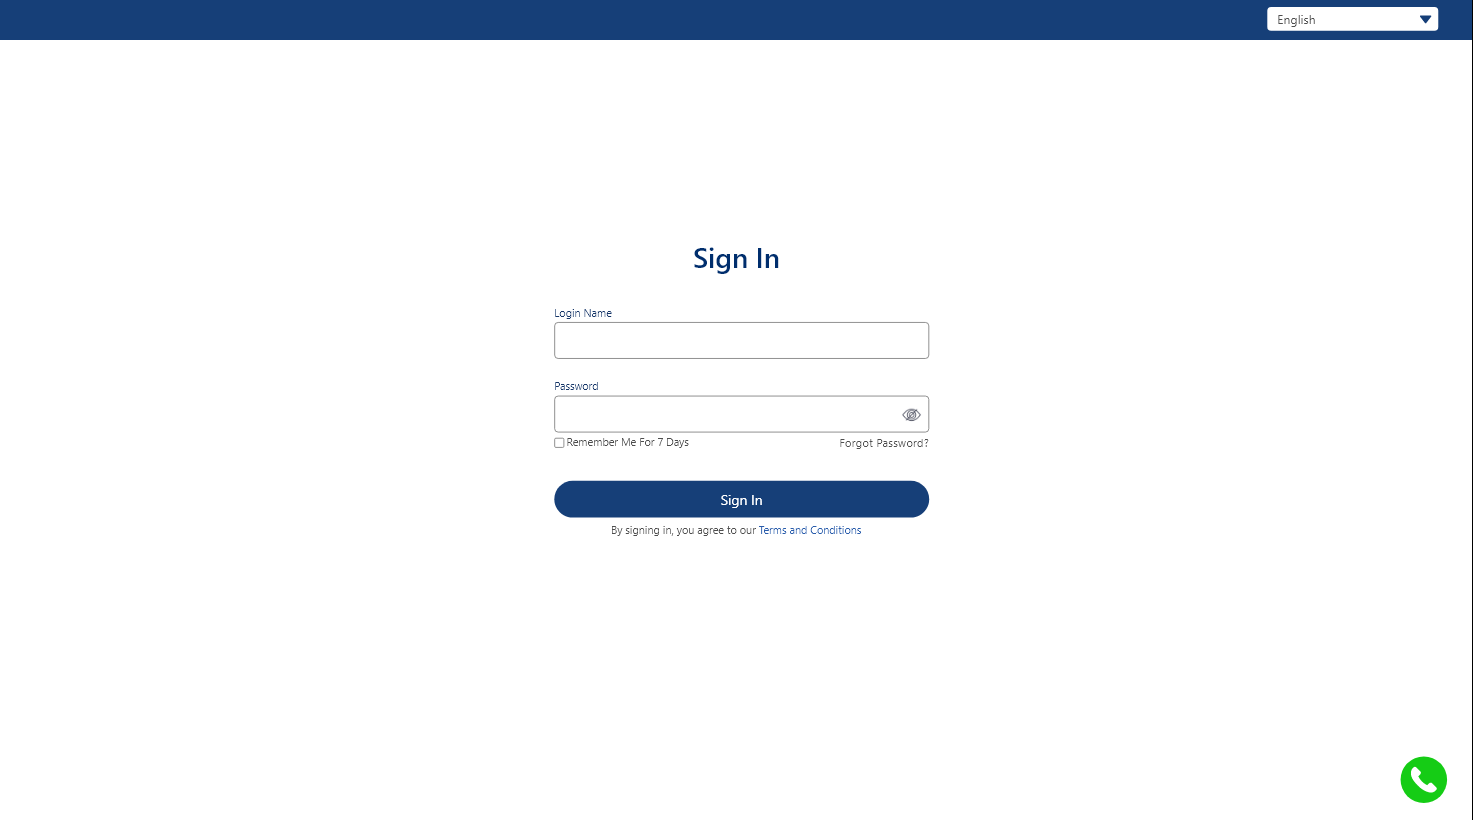 English
Sign In
Login Name
Password
Remember Me For 7 Days
Forgot Password?
Sign In
By signing in, you agree to our Terms and Conditions